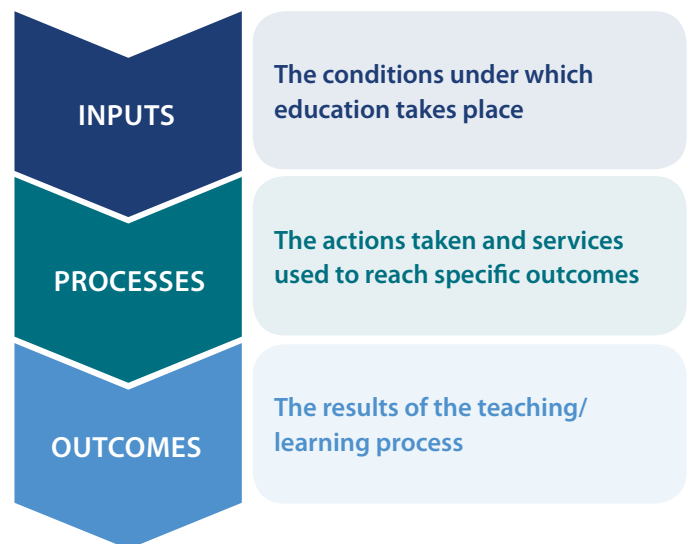 INPUTS
The conditions under which
education takes place
PROCESSES
The actions taken and services
used to reach specific outcomes
OUTCOMES
The results of the teaching/
learning process